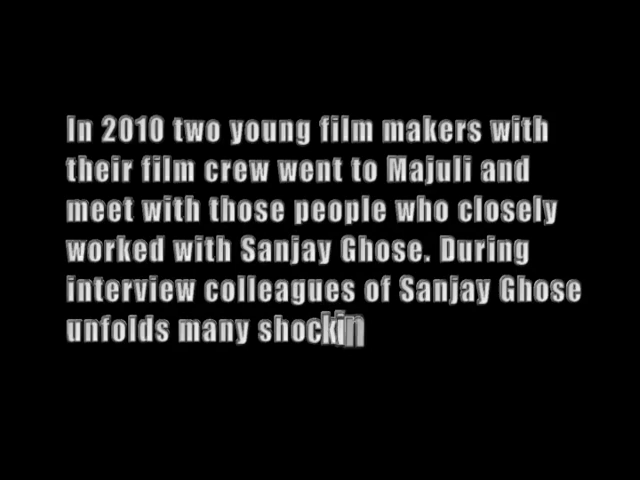 In 2010 two young film makers with
their film crew went to Majuli and
meet with those people who closely
worked with Sanjay Ghose. During
interview colleagues of Sanjay Ghose
unfolds many shockin